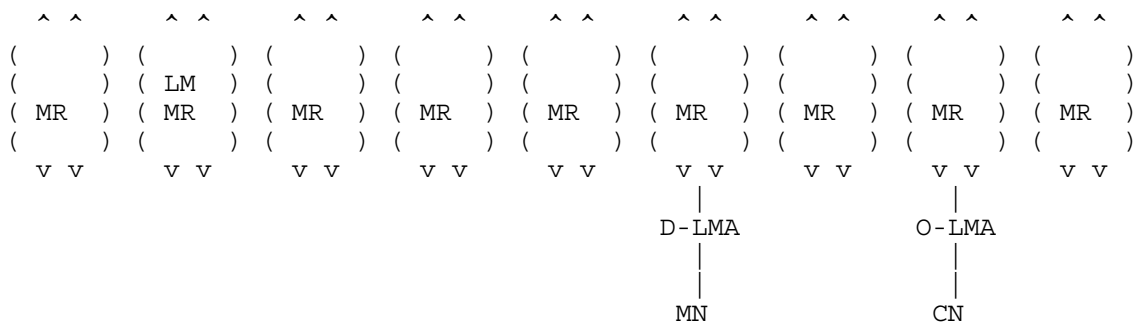 ^ ^ ^ ^ ^ ^ ^ ^ ^ ^ ^ ^ ^ ^ ^ ^ ^ ^
( ) ( ) ( ) ( ) ( ) ( ) ( ) ( ) ( )
( ) ( LM ) ( ) ( ) ( ) ( ) ( ) ( ) ( )
( MR ) ( MR ) ( MR ) ( MR ) ( MR ) ( MR ) ( MR ) ( MR ) ( MR )
( ) ( ) ( ) ( ) ( ) ( ) ( ) ( ) ( )
v v v v v v v v v v v v v v v v v v
| |
D-LMA O-LMA
| |
| |
MN CN